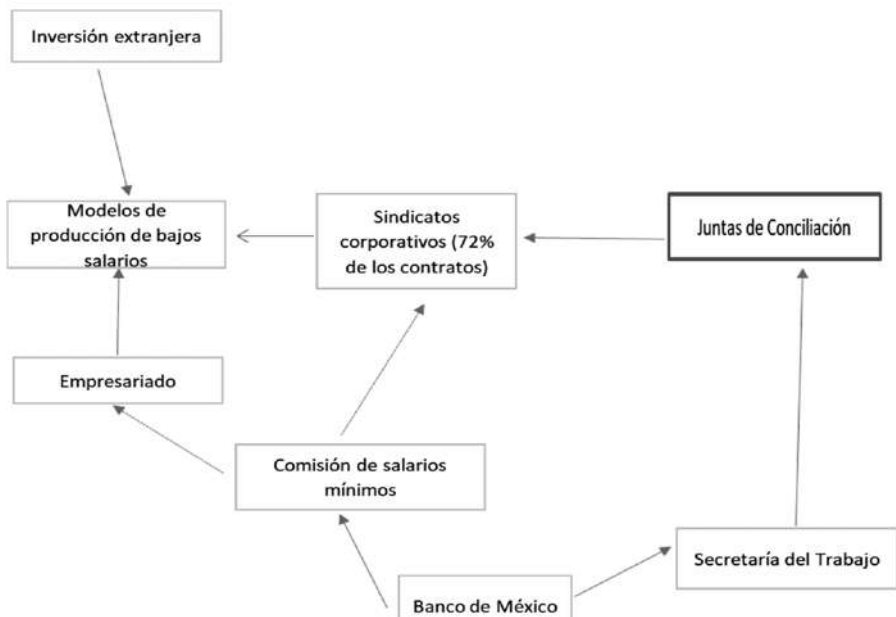 Inversión extranjera
Modelos de
producción de bajos
salarios
Sindicatos
corporativos (72%
de los contratos)
Juntas de Conciliación
Empresariado
Comisión de salarios
mínimos
Secretaría del Trabajo
Banco de México